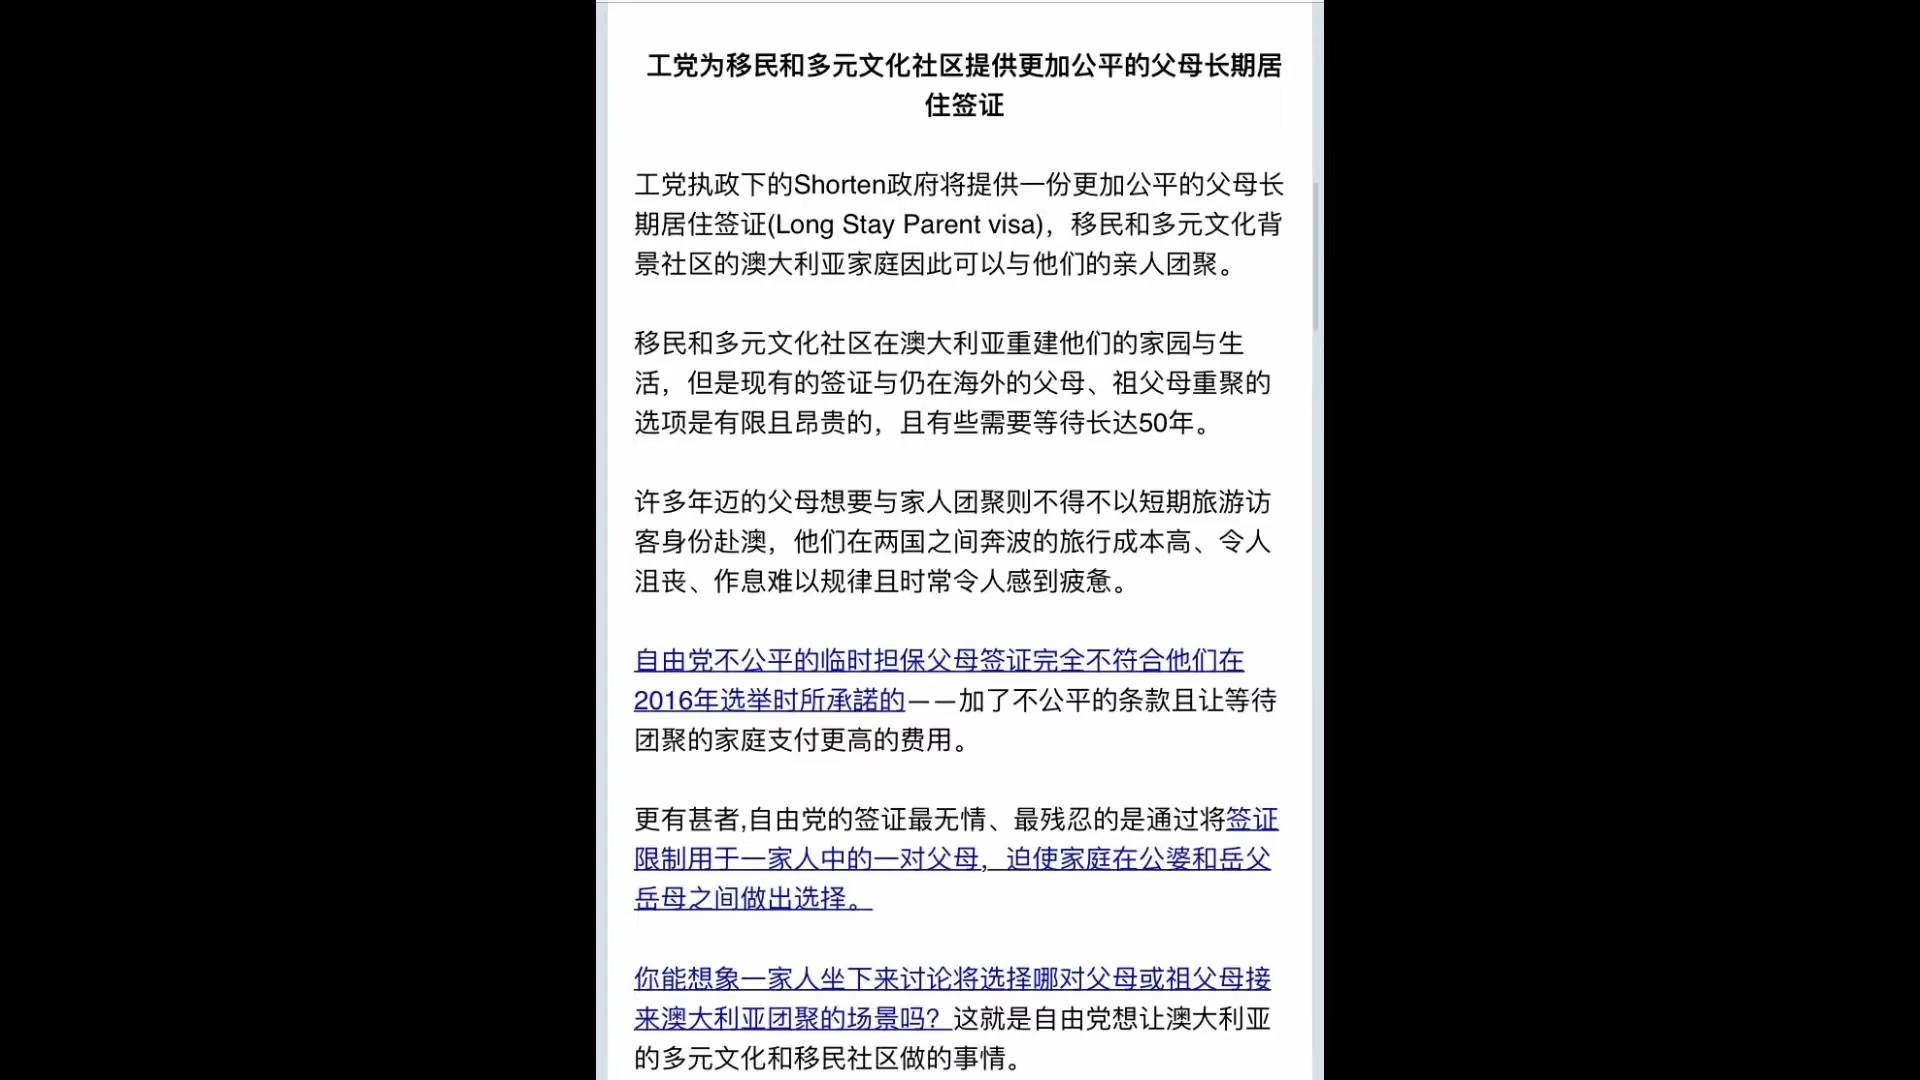 工党为移民和多元文化社区提供更加公平的父母长期居
住签证
工党执政下的Shorten政府将提供一份更加公平的父母长
期居住签证(Long Stay Parent visa)，移民和多元文化背
景社区的澳大利亚家庭因此可以与他们的亲人团聚。
移民和多元文化社区在澳大利亚重建他们的家园与生
活，但是现有的签证与仍在海外的父母、祖父母重聚的
选项是有限且昂贵的，且有些需要等待长达50年。
许多年迈的父母想要与家人团聚则不得不以短期旅游访
客身份赴澳，他们在两国之间奔波的旅行成本高、令人
沮丧、作息难以规律且时常令人感到疲惫。
自由党不公平的临时担保父母签证完全不符合他们在
2016年选举时所承諾的——加了不公平的条款且让等待
团聚的家庭支付更高的费用。
更有甚者,自由党的签证最无情、最残忍的是通过将签证
限制用于一家人中的一对父母，迫使家庭在公婆和岳父
岳母之间做出选择。
你能想象一家人坐下来讨论将选择哪对父母或祖父母接
来澳大利亚团聚的场景吗？这就是自由党想让澳大利亚
的多元文化和移民社区做的事情。